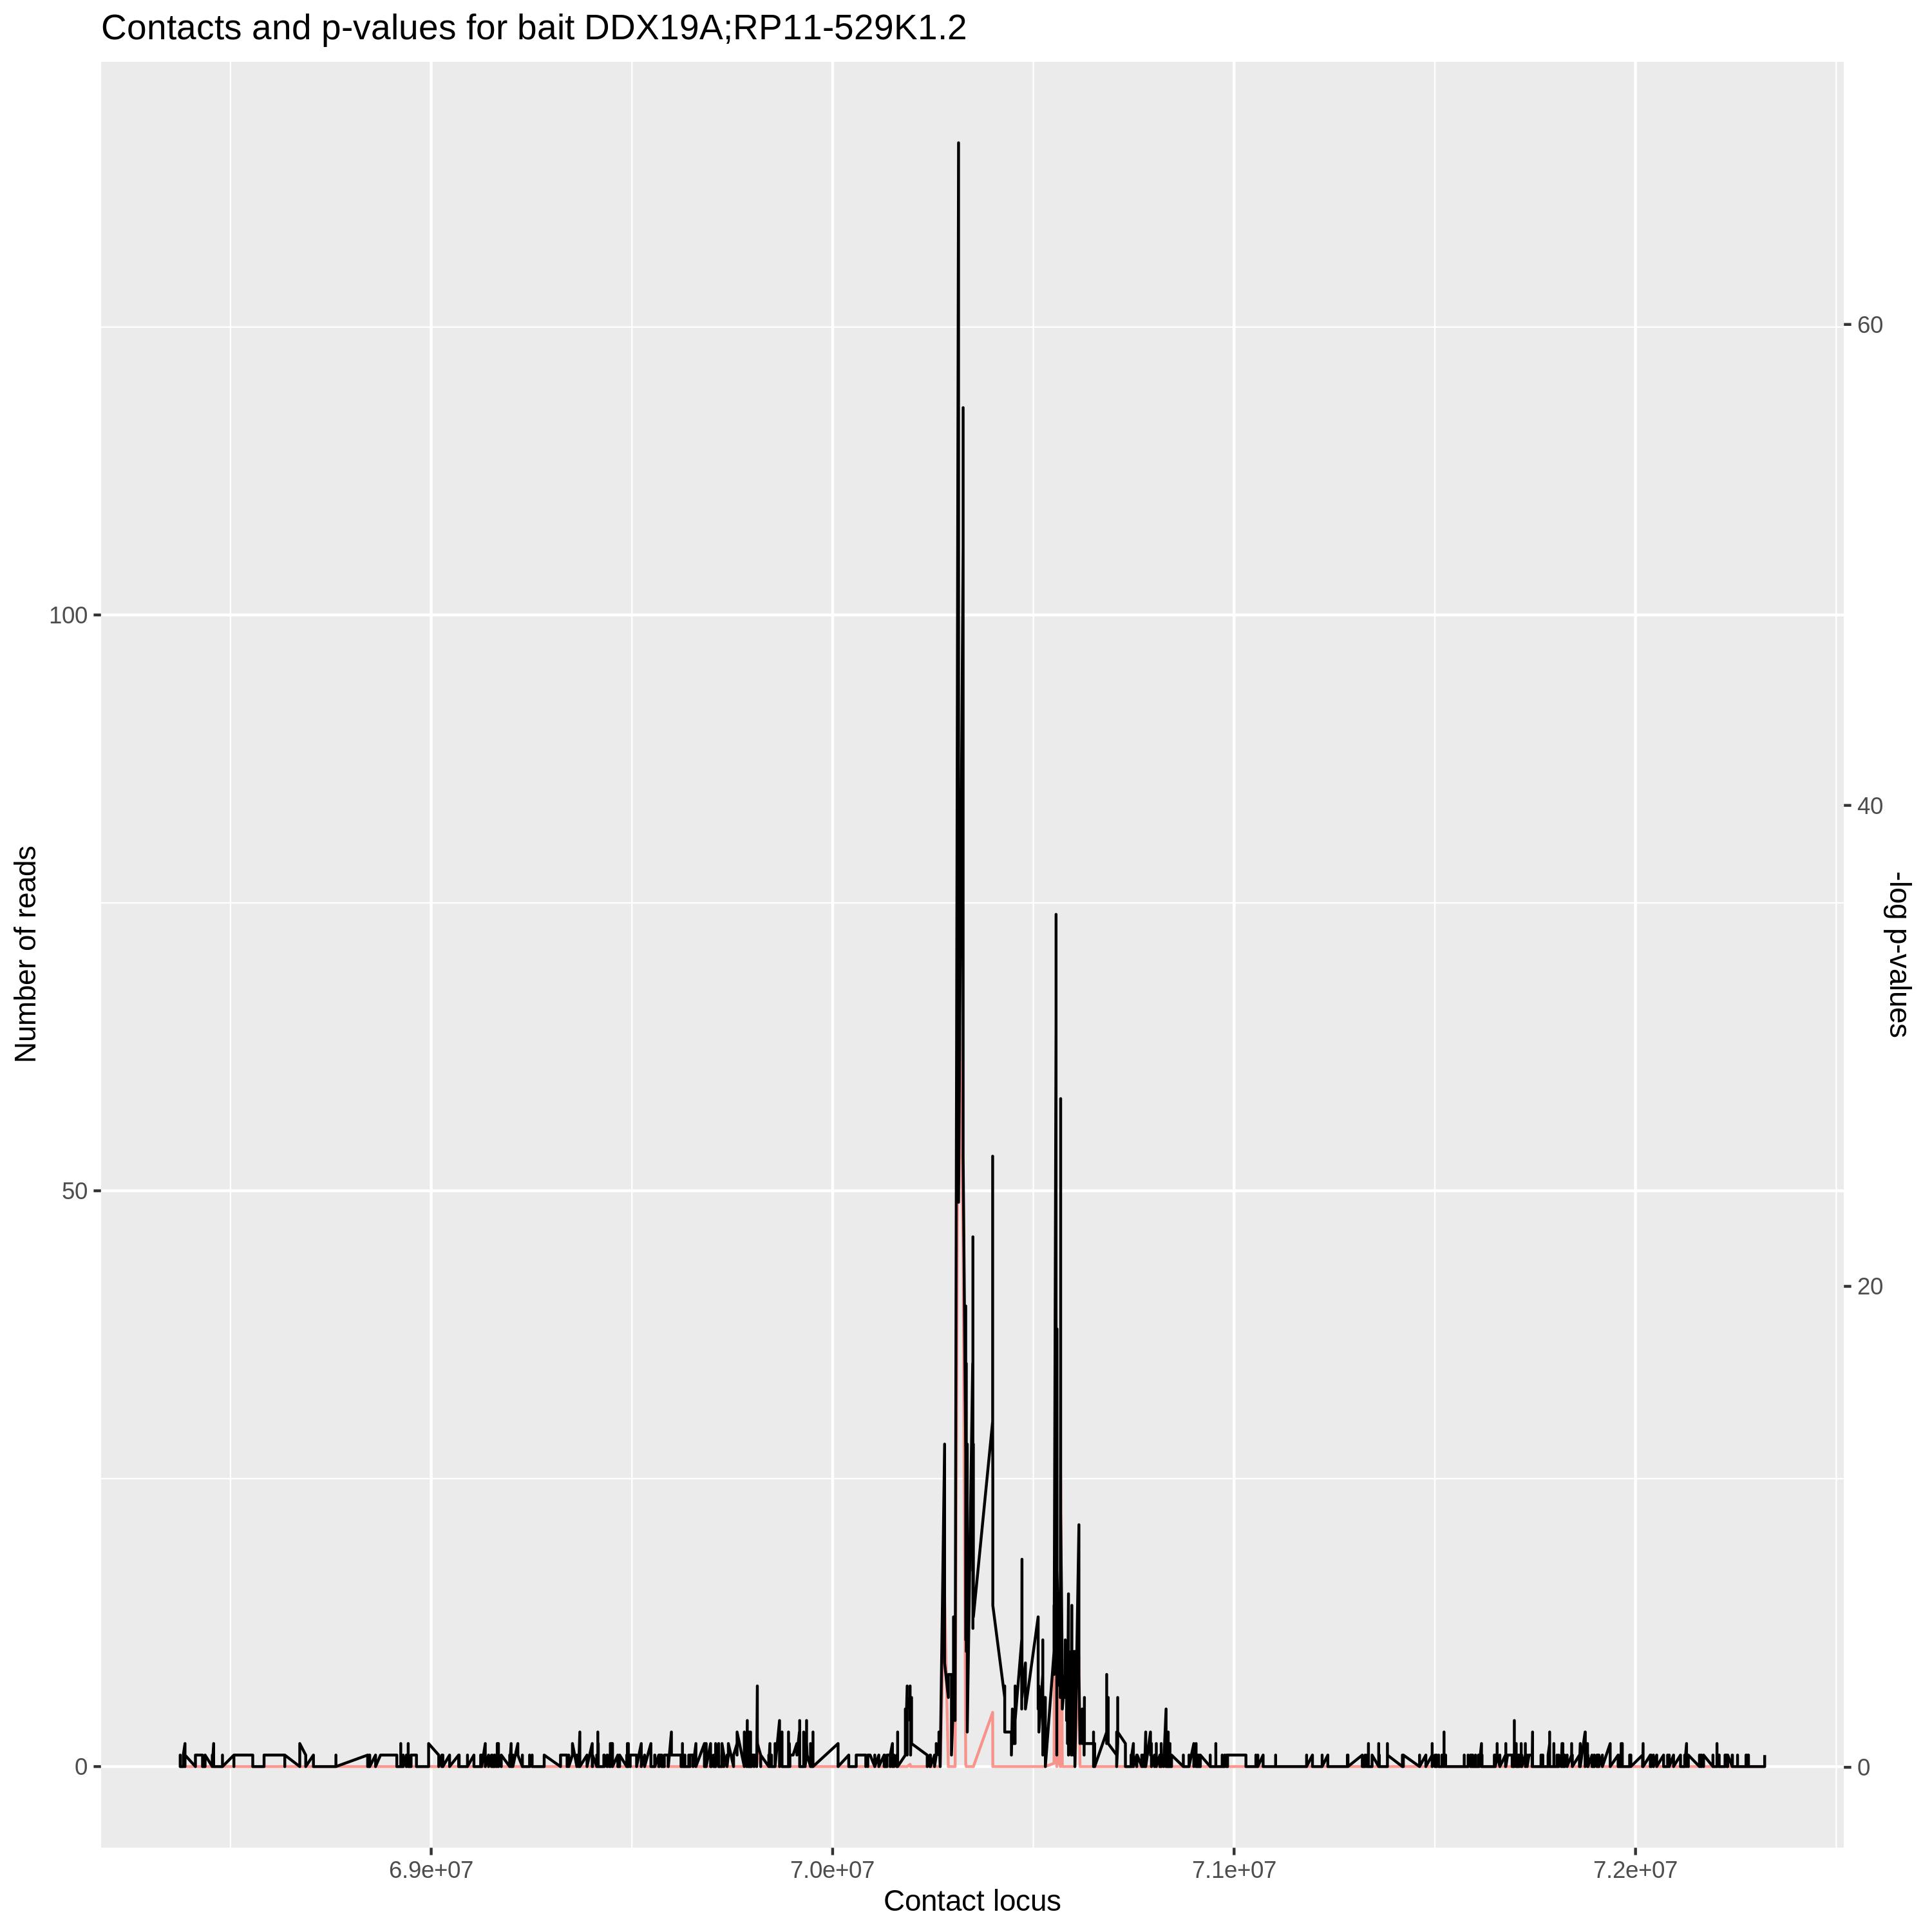 Contacts and p-values for bait DDX19A;RP11-529K1.2
Number of reads
100
50
0
60
40
20
0
-log p-values
6.9e+07
7.0e+07
7.1e+07
7.2e+07
Contact locus